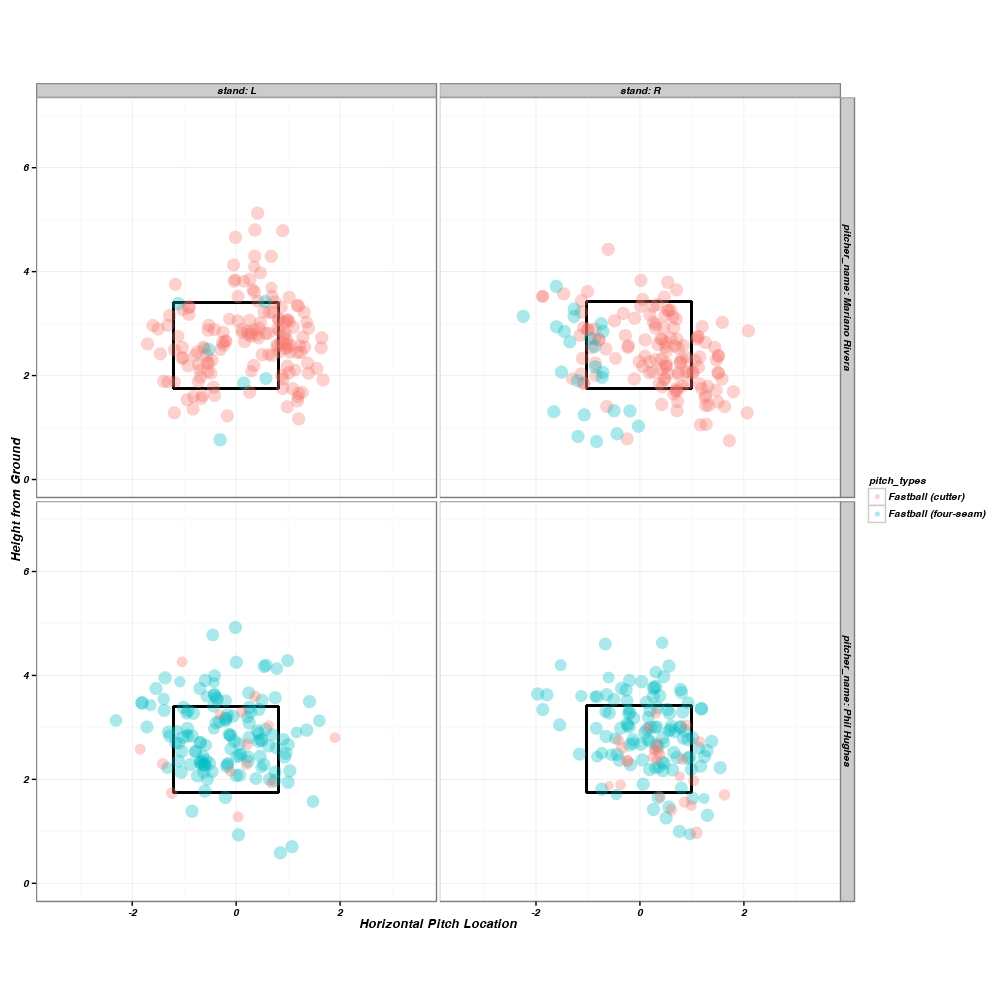 stand: L
stand: R
6
4
2
0
pitcher_name: Mariano Rivera
Height from Ground
pitch_types
Fastball (cutter)
Fastball (four-seam)
6
4
2
0
pitcher_name: Phil Hughes
-2
0
2
-2
0
2
Horizontal Pitch Location